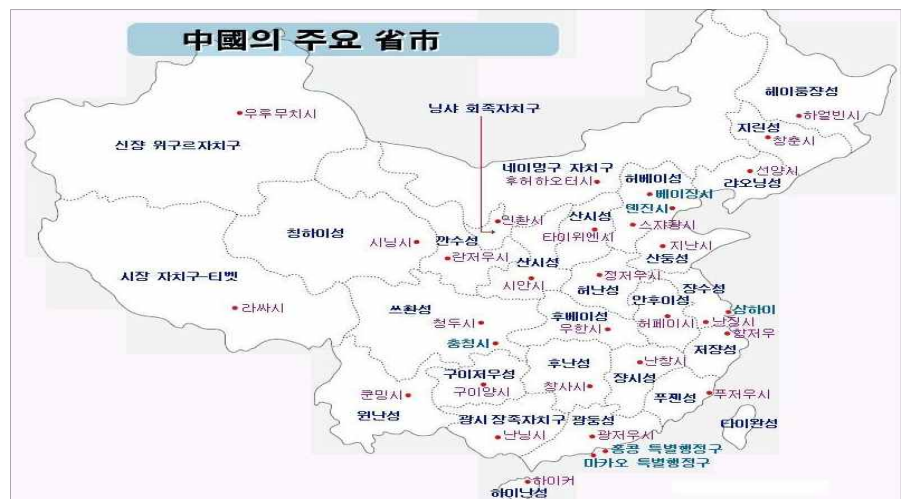 中國의 주요 省市
헤이룽쟝성
하얼빈시
닝샤 회족자치구
우루무치시
지린성
창춘시
신쟝 위구르자치구
네이멍구 자치구
허베이성
선양시
후허하오터시
랴오닝성
베이징시
톈진시
인촨시
산시성
칭하이성
스쟈좡시
타이위엔시
시닝시
깐수성
지난시
란저우시
산둥성
산시성
시장 자치구-티벳
정저우시
시안시
허난성
쟝수성
안후이성
라싸시
쓰촨성
상하이
후베이성
청두시
허페이시
난징시
우한시
항저우
충칭시
저쟝성
후난성
난창시
구이저우성
쟝시성
창사시
구이양시
쿤밍시
푸젠성
푸저우시
윈난성
광시 장족자치구
광둥성
타이완성
난닝시
광저우시
홍콩 특별행정구
마카오 특별행정구
하이커
하이난성